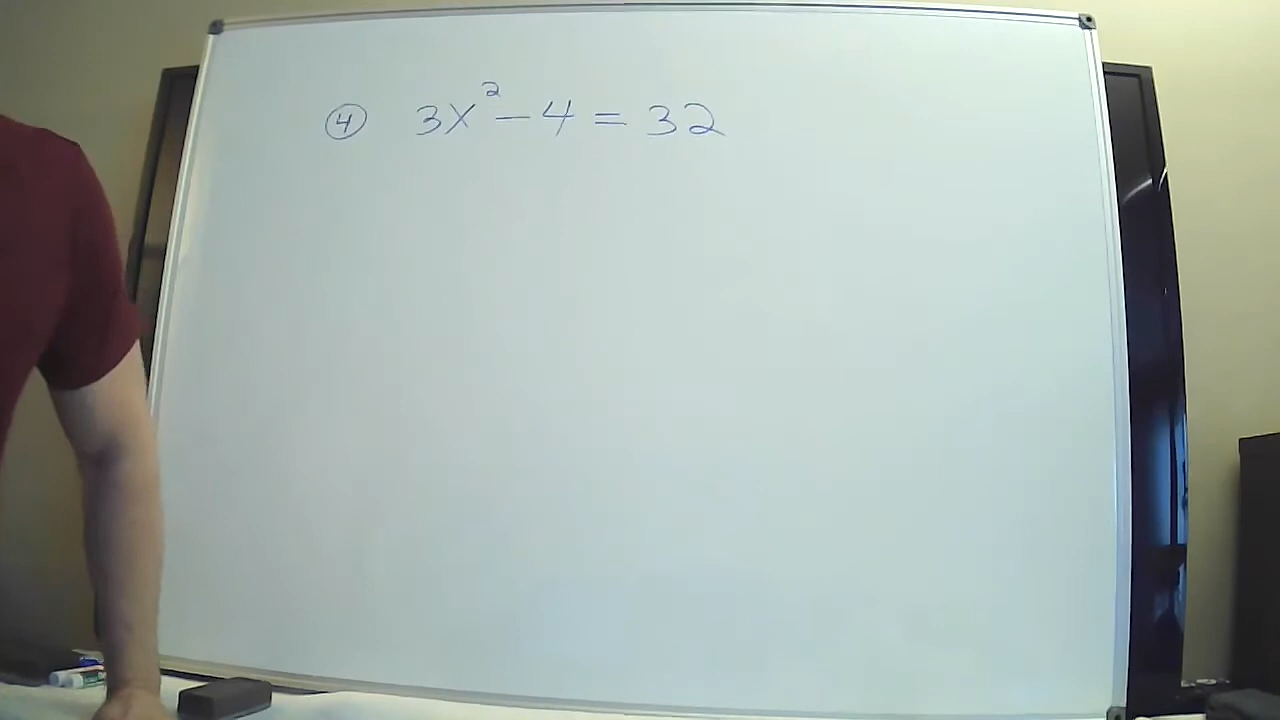 ④ 3x² - 4 = 32